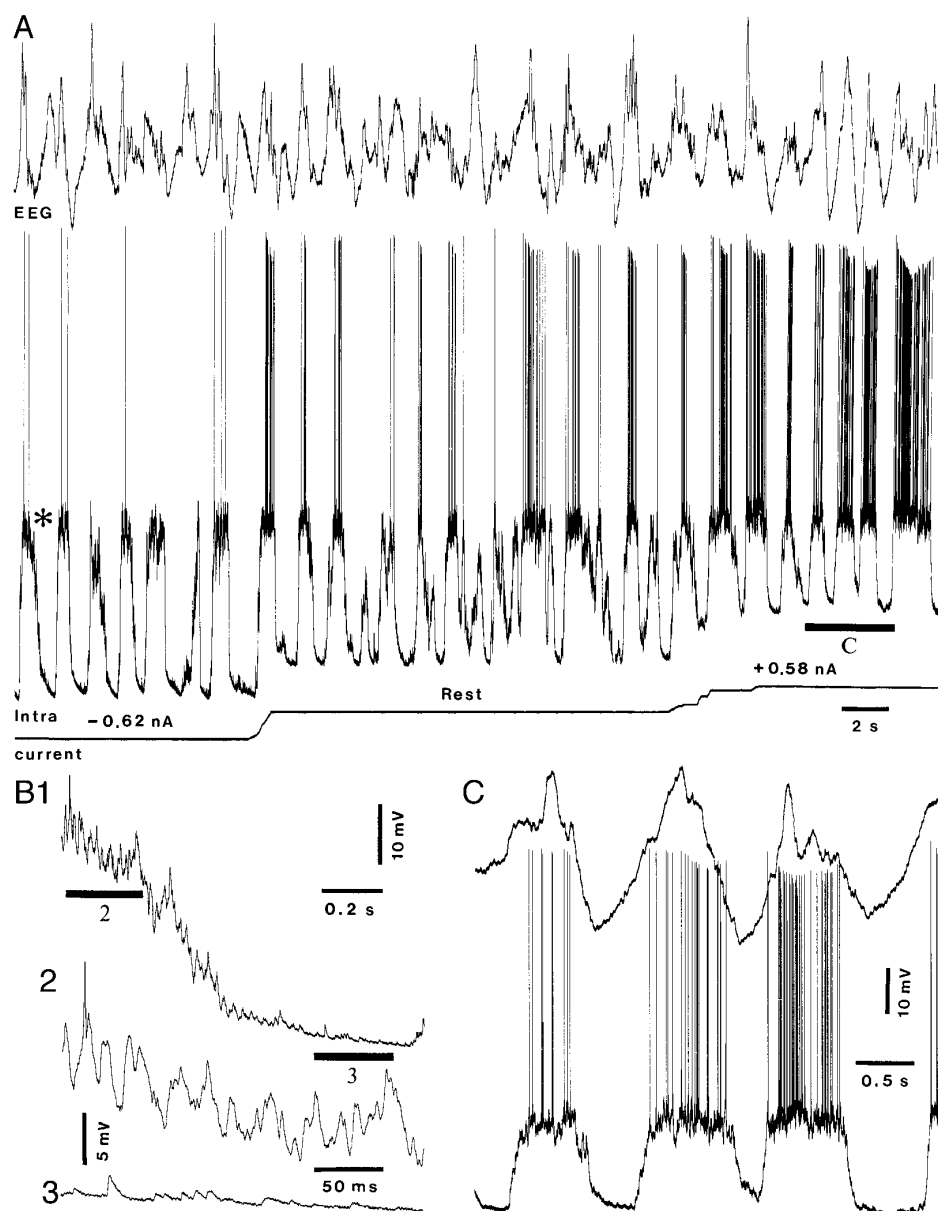 A
EEG
*
C
+0.58 nA
Rest
Intra
−0.62 nA
2 s
current
B1
10 mV
2
0.2 s
2
3
5 mV
50 ms
3
C
10 mV
0.5 s